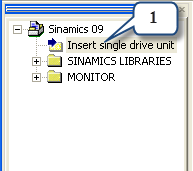 1
Sinamics 09
Insert single drive unit
SINAMICS LIBRARIES
MONITOR